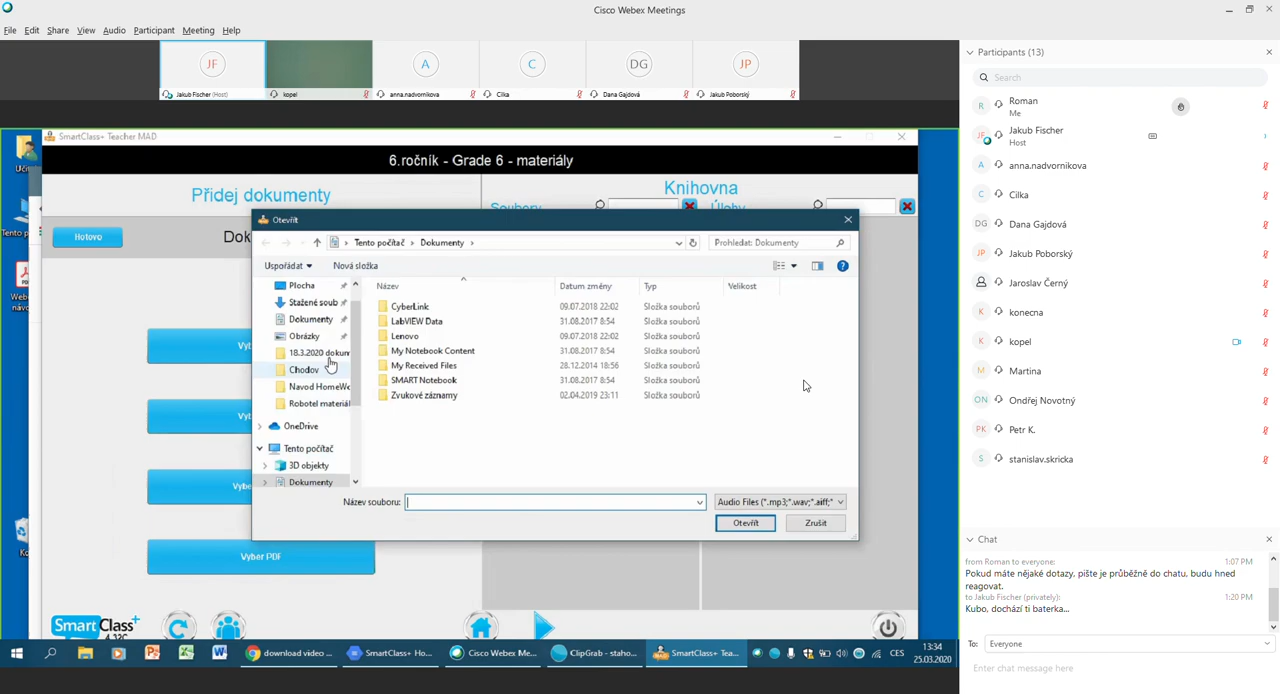 Cisco Webex Meetings
File Edit Share View Audio Participant Meeting Help
JF
A
C
DG
JP
Jakub Fischer (Host)
kopel
anna.nadvornikova
Cilka
Dana Gajdová
Jakub Poborský
Participants (13)
Search
R Roman
Me
JF Jakub Fischer
Host
A anna.nadvornikova
C Cilka
DG Dana Gajdová
JP Jakub Poborský
Jaroslav Černý
K konecna
K kopel
M Martina
ON Ondřej Novotný
PK Petr K.
S stanislav.skricka
Chat
from Roman to everyone: 1:07 PM
Pokud máte nějaké dotazy, pište je průběžně do chatu, budu hned
reagovat.
to Jakub Fischer (privately): 1:20 PM
Kubo, dochází ti baterka...
To: Everyone
Enter chat message here
SmartClass+ Teacher MAD
6.ročník - Grade 6 - materiály
Přidej dokumenty
Knihovna
Soubory
Úlohy
Hotovo
Dok
Otevřít
Tento počítač
Dokumenty
Prohledat: Dokumenty
Uspořádat
Nová složka
Plocha
Stažené soub
Dokumenty
Obrázky
18.3.2020 dokum
Chodov
Navod HomeWo
Robotel materiál
OneDrive
Tento počítač
3D objekty
Dokumenty
Název Datum změny Typ Velikost
CyberLink 09.07.2018 22:02 Složka souborů
LabVIEW Data 31.08.2017 8:54 Složka souborů
Lenovo 09.07.2018 22:02 Složka souborů
My Notebook Content 31.08.2017 8:54 Složka souborů
My Received Files 28.12.2014 18:56 Složka souborů
SMART Notebook 31.08.2017 8:54 Složka souborů
Zvukové záznamy 02.04.2019 23:11 Složka souborů
Název souboru:
Audio Files (*.mp3;*.wav;*.aiff;*
Otevřít
Zrušit
Vyber PDF
SmartClass+
4.32C
download video ...
SmartClass+ Ho...
Cisco Webex Me...
ClipGrab - staho...
SmartClass+ Tea...
CES
13:34
25.03.2020